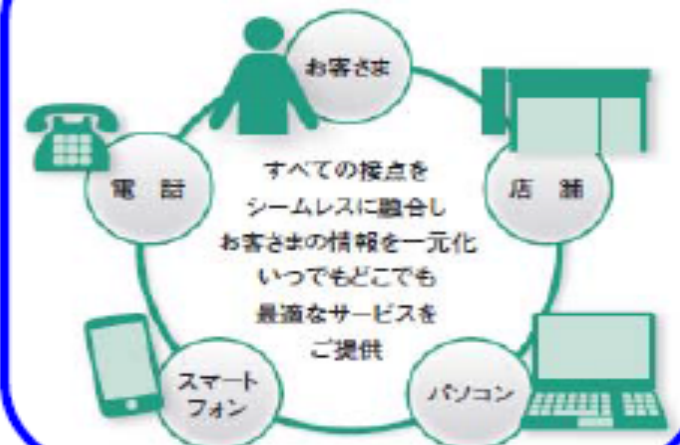 お客さま
電 話
店 舗
すべての接点を
シームレスに融合し
お客さまの情報を一元化
いつでもどこでも
最適なサービスを
ご提供
スマート
フォン
パソコン